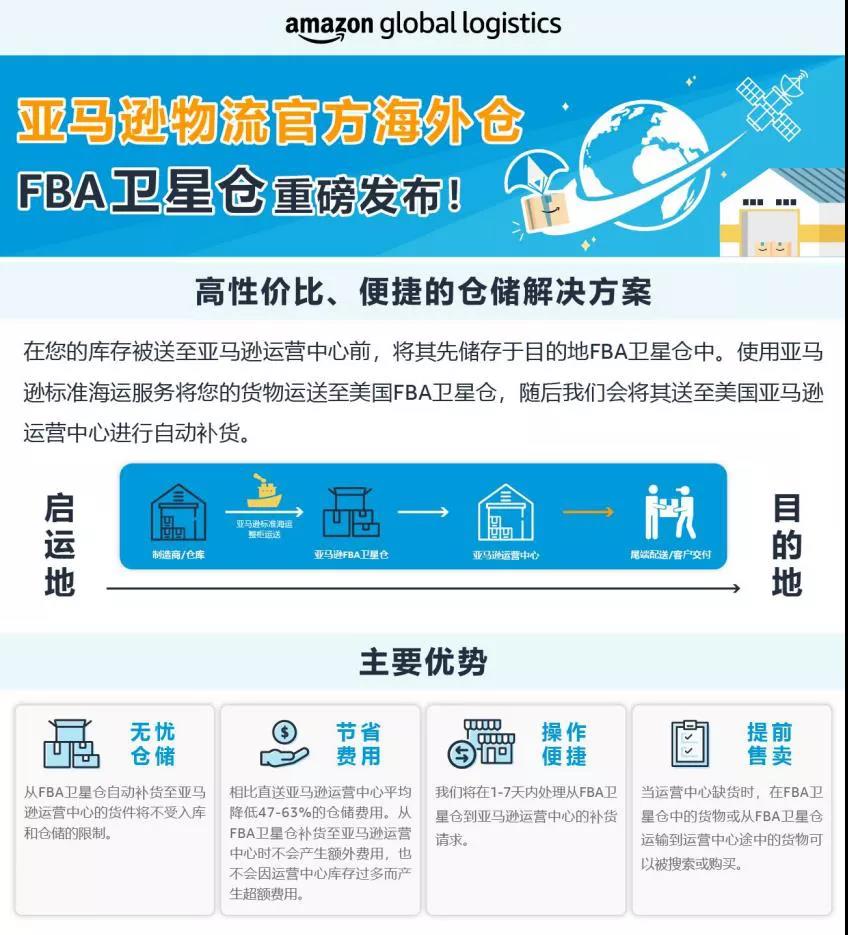 amazon global logistics
亚马逊物流官方海外仓
FBA卫星仓重磅发布！
高性价比、便捷的仓储解决方案
在您的库存被送至亚马逊运营中心前，将其先储存于目的地FBA卫星仓中。使用亚马
逊标准海运服务将您的货物运送至美国FBA卫星仓，随后我们会将其送至美国亚马逊
运营中心进行自动补货。
启运地
亚马逊标准海运
整柜运送
制造商/仓库
亚马逊FBA卫星仓
亚马逊运营中心
尾端配送/客户交付
目的地
主要优势
无忧
仓储
从FBA卫星仓自动补货至亚马
逊运营中心的货件将不受入库
和仓储的限制。
节省
费用
相比直送亚马逊运营中心平均
降低47-63%的仓储费用。从
FBA卫星仓补货至亚马逊运营
中心时不会产生额外费用，也
不会因运营中心库存过多而产
生超额费用。
操作
便捷
我们将在1-7天内处理从FBA卫
星仓到亚马逊运营中心的补货
请求。
提前
售卖
当运营中心缺货时，在FBA卫
星仓中的货物或从FBA卫星仓
运输到运营中心途中的货物可
以被搜索或购买。